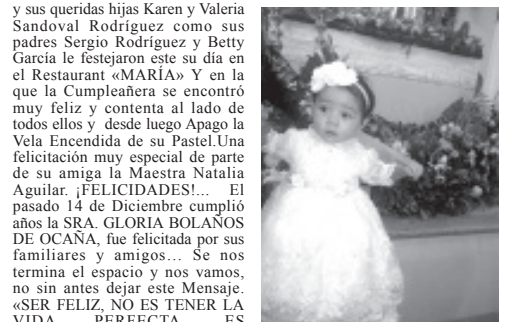 y sus queridas hijas Karen y Valeria
Sandoval Rodríguez como sus
padres Sergio Rodríguez y Betty
García le festejaron este su día en
el Restaurant «MARÍA» Y en la
que la Cumpleañera se encontró
muy feliz y contenta al lado de
todos ellos y desde luego Apago la
Vela Encendida de su Pastel.Una
felicitación muy especial de parte
de su amiga la Maestra Natalia
Aguilar. ¡FELICIDADES!... El
pasado 14 de Diciembre cumplió
años la SRA. GLORIA BOLAÑOS
DE OCAÑA, fue felicitada por sus
familiares y amigos… Se nos
termina el espacio y nos vamos,
no sin antes dejar este Mensaje.
«SER FELIZ, NO ES TENER LA
VIDA PERFECTA ES